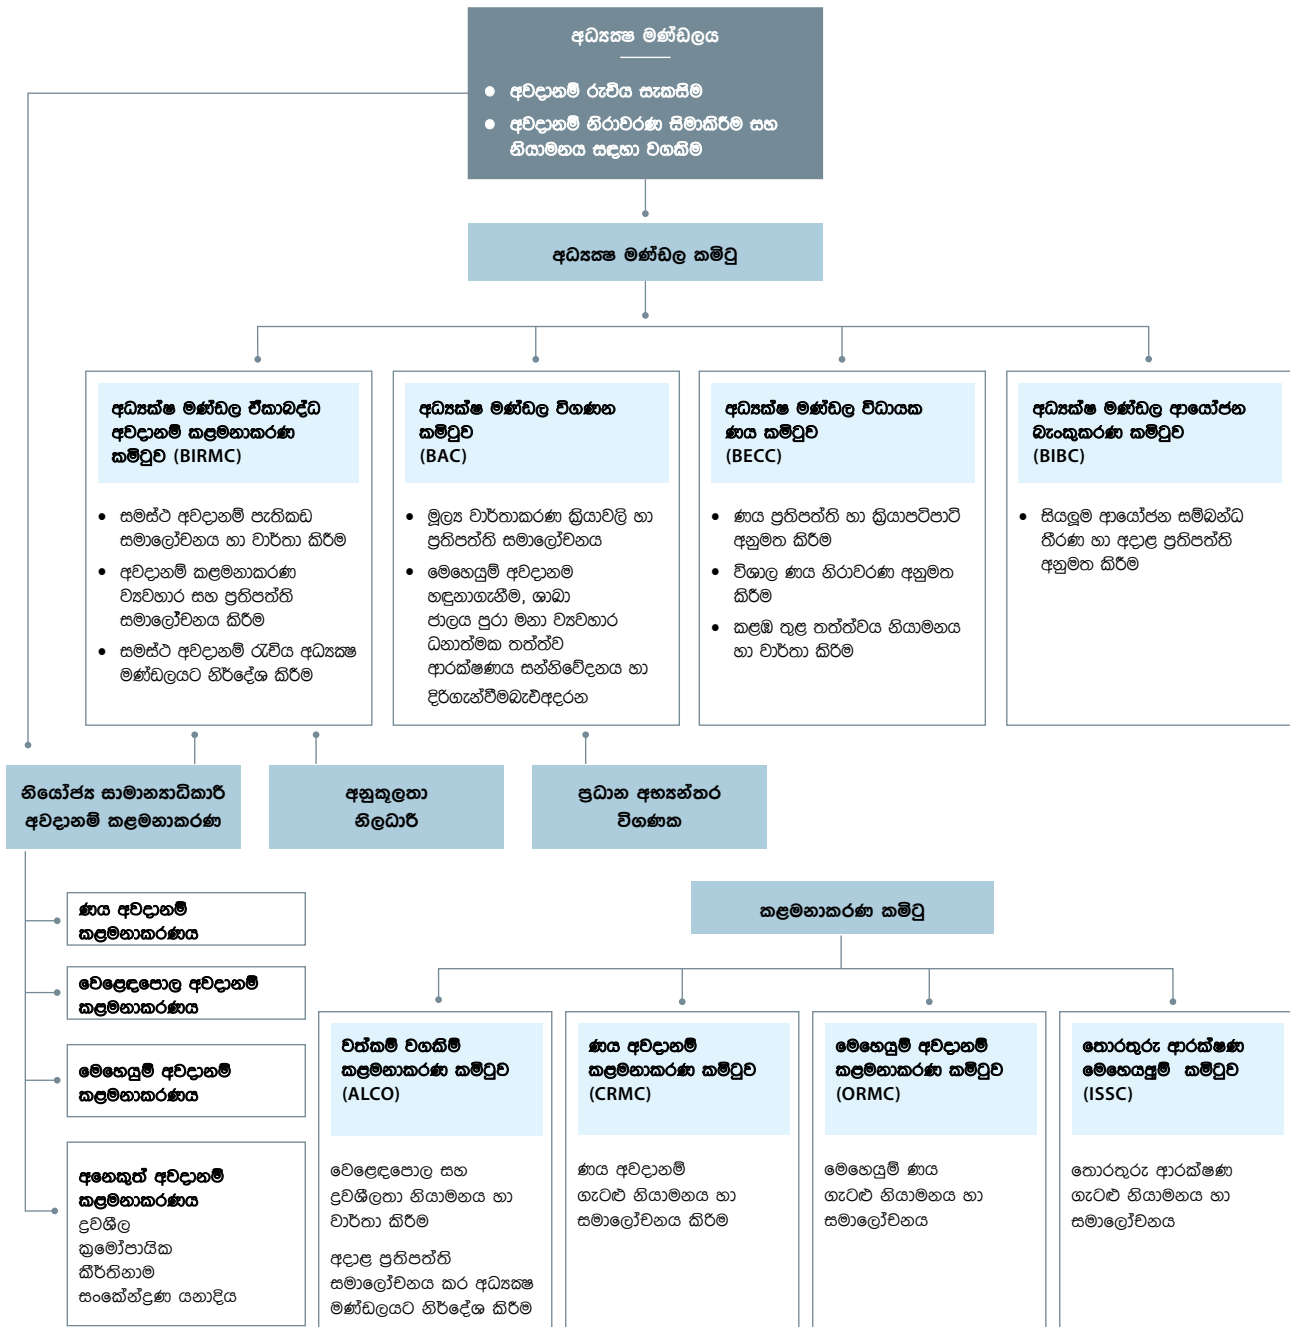 අධ්‍යක්ෂ මණ්ඩලය
● අවදානම් රුචිය සැකසිම
● අවදානම් නිරාවරණ සිමාකිරීම සහ
නියාමනය සඳහා වගකිම
අධ්‍යක්ෂ මණ්ඩල කමිටු
අධ්‍යක්ෂ මණ්ඩල ඒකාබද්ධ
අවදානම් කළමනාකරණ
කමිටුව (BIRMC)
• සමස්ථ අවදානම් පැතිකඩ
සමාලෝචනය හා වාර්තා කිරීම
• අවදානම් කළමනාකරණ
ව්‍යවහාර සහ ප්‍රතිපත්ති
සමාලෝචනය කිරීම
• සමස්ථ අවදානම් රැචිය අධ්‍යක්ෂ
මණ්ඩලයට නිර්දේශ කිරීම
අධ්‍යක්ෂ මණ්ඩල විගණන
කමිටුව
(BAC)
• මූල්‍ය වාර්තාකරණ ක්‍රියාවලි හා
ප්‍රතිපත්ති සමාලෝචනය
• මෙහෙයුම් අවදානම
හඳුනාගැනීම, ශාඛා
ජාලය පුරා මනා ව්‍යවහාර
ධනාත්මක තත්ත්ව
ආරක්ෂණය සන්නිවේදනය හා
දිරිගැන්වීමබැඑඅදරන
අධ්‍යක්ෂ මණ්ඩල විධායක
ණය කමිටුව
(BECC)
• ණය ප්‍රතිපත්ති හා ක්‍රියාපටිපාටි
අනුමත කිරීම
• විශාල ණය නිරාවරණ අනුමත
කිරීම
• කළඹ තුළ තත්ත්වය නියාමනය
හා වාර්තා කිරිම
අධ්‍යක්ෂ මණ්ඩල ආයෝජන
බැංකුකරණ කමිටුව
(BIBC)
• සියලුම ආයෝජන සම්බන්ධ
තීරණ හා අදාළ ප්‍රතිපත්ති
අනුමත කිරීම
නියෝජ්‍ය සාමාන්‍යාධිකාරී
අවදානම් කළමනාකරණ
අනුකූලතා
නිලධාරී
ප්‍රධාන අභ්‍යන්තර
විගණක
ණය අවදානම්
කළමනාකරණය
වෙළෙඳපොල අවදානම්
කළමනාකරණය
මෙහෙයුම් අවදානම්
කළමනාකරණය
අනෙකුත් අවදානම්
කළමනාකරණය
ද්‍රවශීල
ක්‍රමෝපායික
කීර්තිනාම
සංකේන්ද්‍රණ යනාදිය
කළමනාකරණ කමිටු
වත්කම් වගකිම්
කළමනාකරණ කමිටුව
(ALCO)
වෙළෙඳපොල සහ
ද්‍රවශීලතා නියාමනය හා
වාර්තා කිරීම
අදාළ ප්‍රතිපත්ති
සමාලෝචනය කර අධ්‍යක්ෂ
මණ්ඩලයට නිර්දේශ කිරීම
ණය අවදානම්
කළමනාකරණ කමිටුව
(CRMC)
ණය අවදානම්
ගැටළු නියාමනය හා
සමාලෝචනය කිරිම
මෙහෙයුම් අවදානම්
කළමනාකරණ කමිටුව
(ORMC)
මෙහෙයුම් ණය
ගැටළු නියාමනය හා
සමාලෝචනය
තොරතුරු ආරක්ෂණ
කමිටුව
(ISSC)
තොරතුරු ආරක්ෂණ
ගැටළු නියාමනය හා
සමාලෝචනය